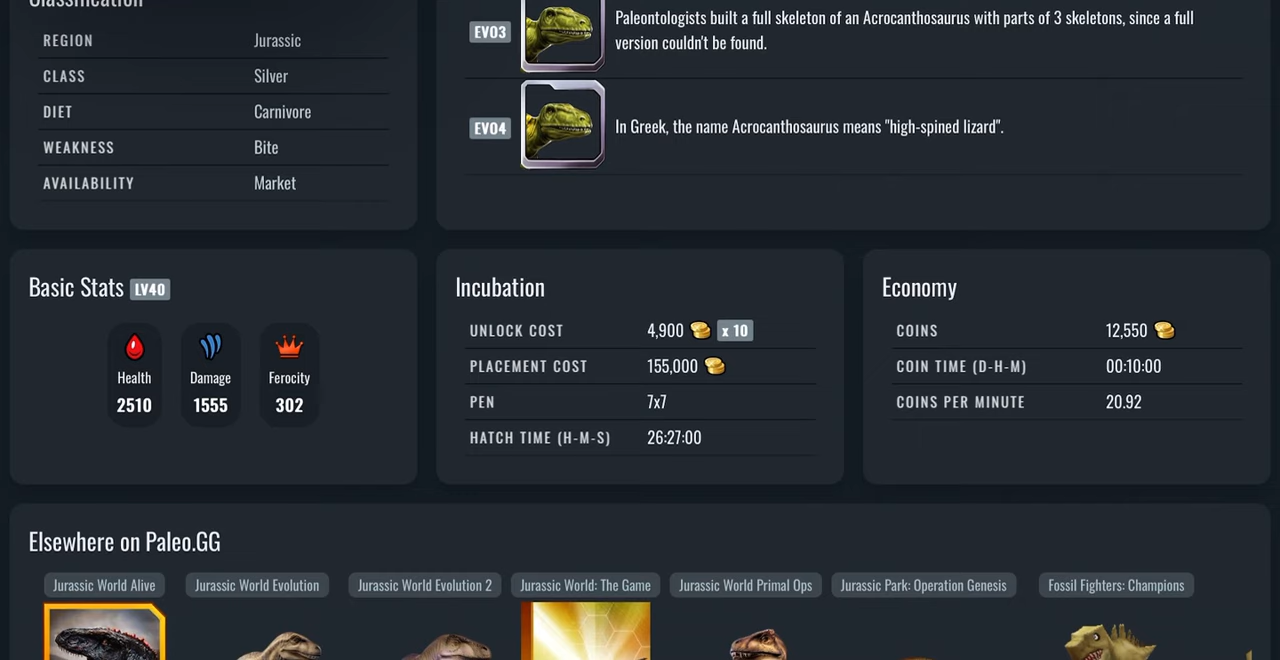 Classification
REGION Jurassic
CLASS Silver
DIET Carnivore
WEAKNESS Bite
AVAILABILITY Market
EVO3 Paleontologists built a full skeleton of an Acrocanthosaurus with parts of 3 skeletons, since a full
version couldn't be found.
EVO4 In Greek, the name Acrocanthosaurus means "high-spined lizard".
Basic Stats LV40
Health Damage Ferocity
2510 1555 302
Incubation
UNLOCK COST 4,900 x 10
PLACEMENT COST 155,000
PEN 7x7
HATCH TIME (H-M-S) 26:27:00
Economy
COINS 12,550
COIN TIME (D-H-M) 00:10:00
COINS PER MINUTE 20.92
Elsewhere on Paleo.GG
Jurassic World Alive Jurassic World Evolution Jurassic World Evolution 2 Jurassic World: The Game Jurassic World Primal Ops Jurassic Park: Operation Genesis Fossil Fighters: Champions